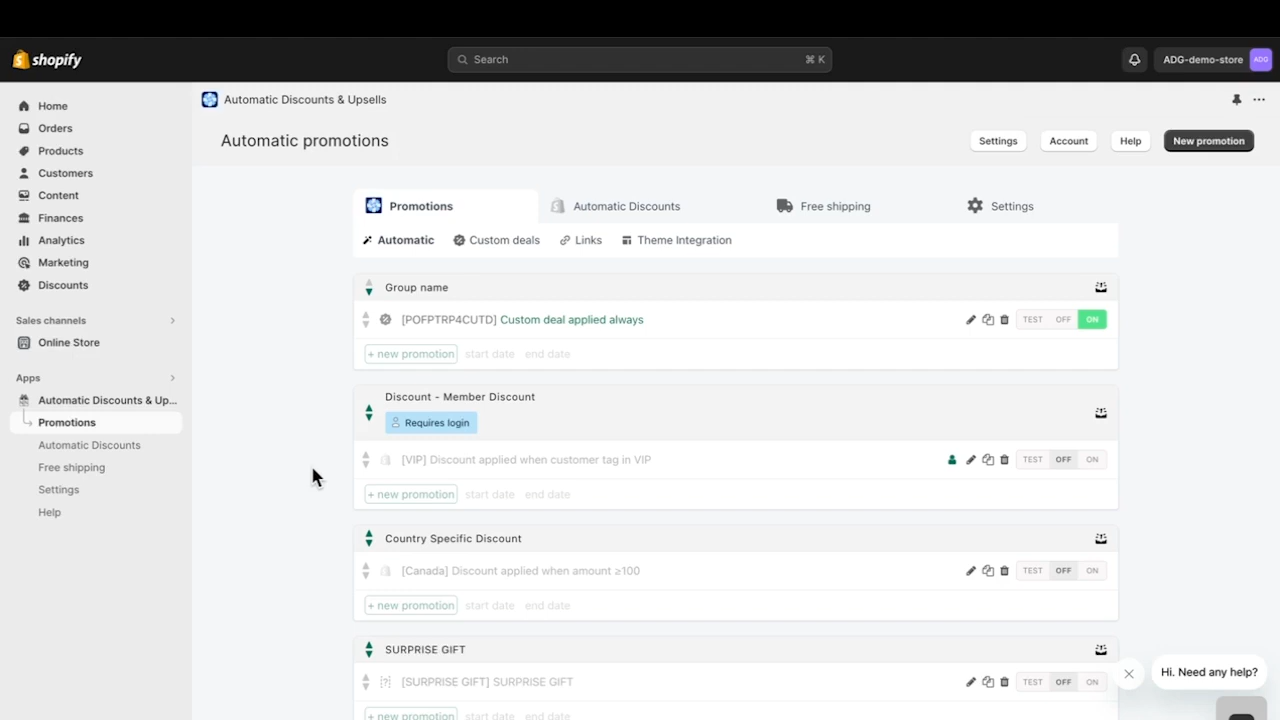 shopify
Search
⌘ K
ADG-demo-store
ADG
Home
Orders
Products
Customers
Content
Finances
Analytics
Marketing
Discounts
Sales channels
Online Store
Apps
Automatic Discounts & Up...
Promotions
Automatic Discounts
Free shipping
Settings
Help
Automatic Discounts & Upsells
Automatic promotions
Settings
Account
Help
New promotion
Promotions
Automatic Discounts
Free shipping
Settings
Automatic
Custom deals
Links
Theme Integration
Group name
[POFPTRP4CUTD] Custom deal applied always
TEST OFF ON
+ new promotion start date end date
Discount - Member Discount
Requires login
[VIP] Discount applied when customer tag in VIP
TEST OFF ON
+ new promotion start date end date
Country Specific Discount
[Canada] Discount applied when amount ≥100
TEST OFF ON
+ new promotion start date end date
SURPRISE GIFT
[?] [SURPRISE GIFT] SURPRISE GIFT
TEST OFF ON
+ new promotion start date end date
Hi. Need any help?